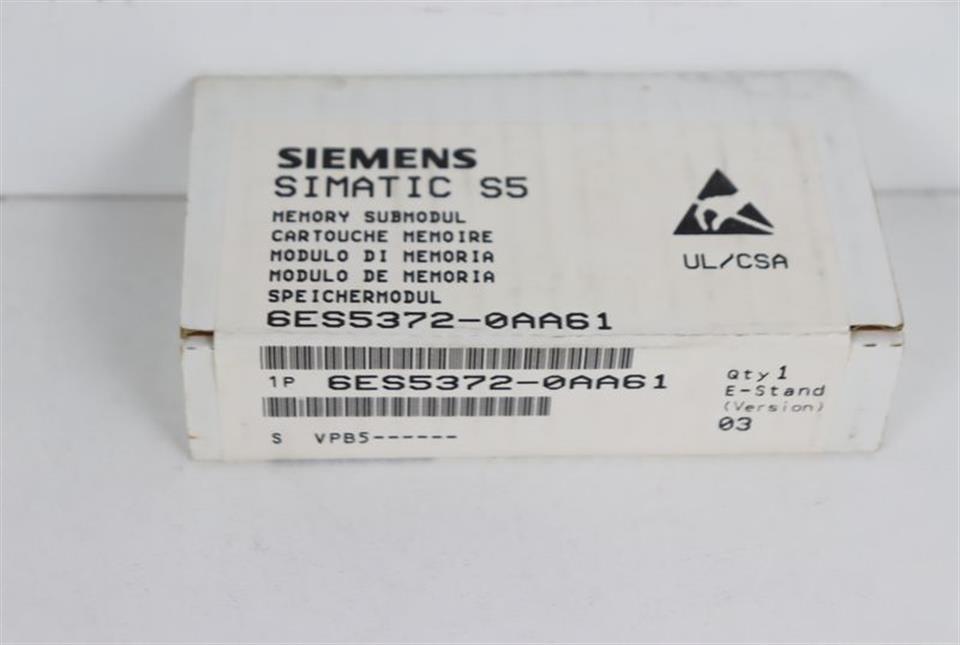 SIEMENS
SIMATIC S5
MEMORY SUBMODUL
CARTOUCHE MEMOIRE
MODULO DI MEMORIA
MODULO DE MEMORIA
SPEICHERMODUL
6ES5372-0AA61
UL/CSA
1P 6ES5372-0AA61
S VPB5------
Qty 1
E-Stand
(Version)
03